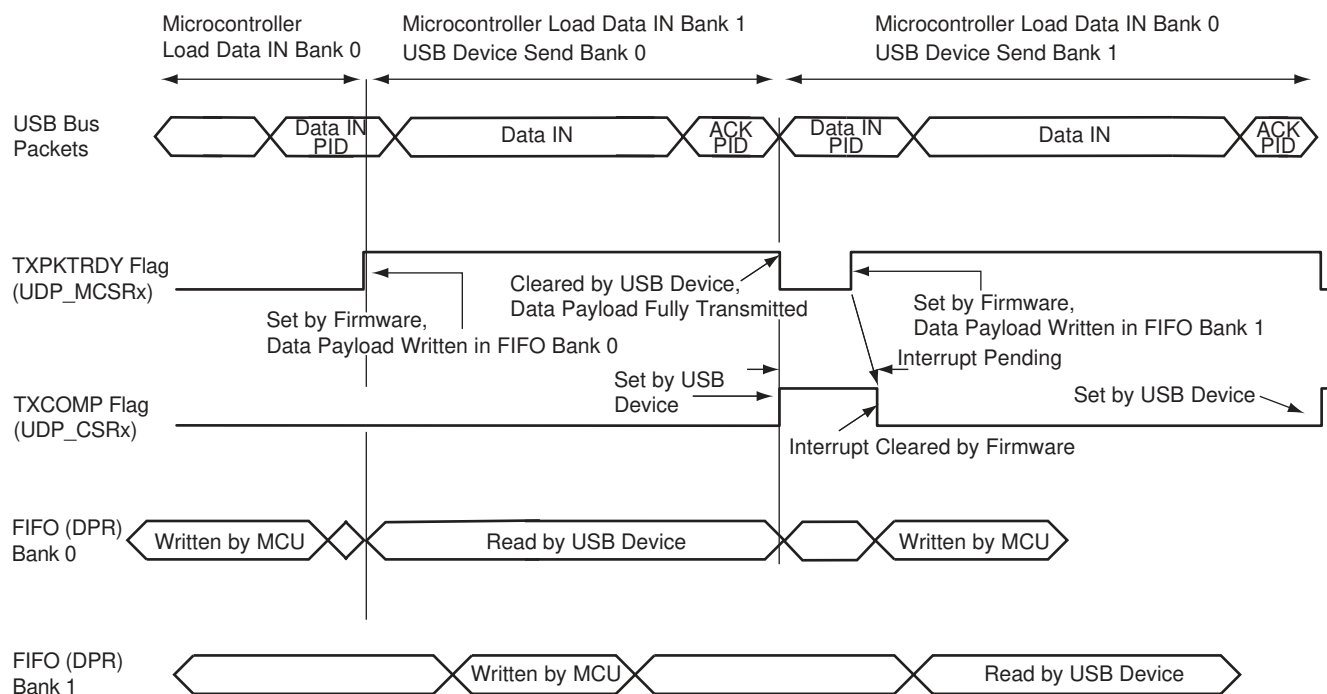 Microcontroller
Load Data IN Bank 0
Microcontroller Load Data IN Bank 1
USB Device Send Bank 0
Microcontroller Load Data IN Bank 0
USB Device Send Bank 1
USB Bus
Packets
Data IN
PID
Data IN
ACK
PID
Data IN
PID
Data IN
ACK
PID
TXPKTRDY Flag
(UDP_MCSRx)
Set by Firmware,
Data Payload Written in FIFO Bank 0
Cleared by USB Device,
Data Payload Fully Transmitted
Set by Firmware,
Data Payload Written in FIFO Bank 1
Interrupt Pending
TXCOMP Flag
(UDP_CSRx)
Set by USB
Device
Set by USB Device
Interrupt Cleared by Firmware
FIFO (DPR)
Bank 0
Written by MCU
Read by USB Device
Written by MCU
FIFO (DPR)
Bank 1
Written by MCU
Read by USB Device